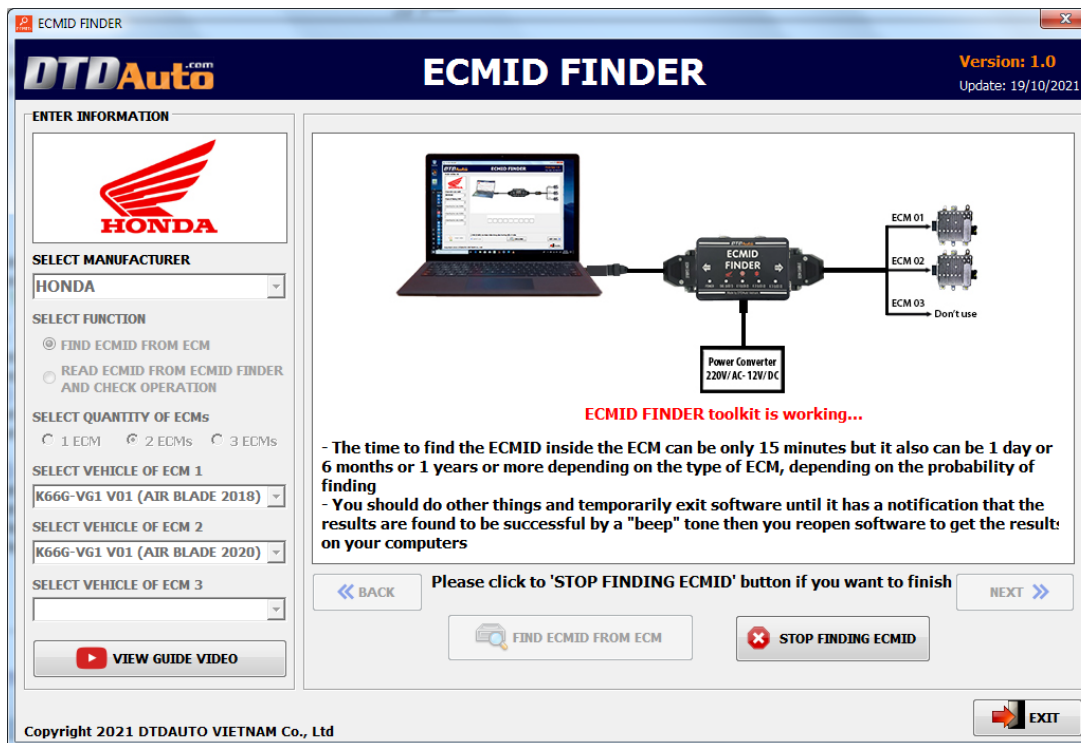 ECMID FINDER
DTDAuto.com
ECMID FINDER
Version: 1.0
Update: 19/10/2021
ENTER INFORMATION
HONDA
SELECT MANUFACTURER
HONDA
SELECT FUNCTION
FIND ECMID FROM ECM
READ ECMID FROM ECMID FINDER
AND CHECK OPERATION
SELECT QUANTITY OF ECMs
1 ECM 2 ECMs 3 ECMs
SELECT VEHICLE OF ECM 1
K66G-VG1 V01 (AIR BLADE 2018)
SELECT VEHICLE OF ECM 2
K66G-VG1 V01 (AIR BLADE 2020)
SELECT VEHICLE OF ECM 3
VIEW GUIDE VIDEO
ECMID FINDER
DTDAuto
ECMID
FINDER
ECM 01
ECM 02
ECM 03
Don't use
Power Converter
220V/AC- 12V/DC
ECMID FINDER toolkit is working...
- The time to find the ECMID inside the ECM can be only 15 minutes but it also can be 1 day or
6 months or 1 years or more depending on the type of ECM, depending on the probability of
finding
- You should do other things and temporarily exit software until it has a notification that the
results are found to be successful by a "beep" tone then you reopen software to get the results
on your computers
BACK
Please click to 'STOP FINDING ECMID' button if you want to finish
NEXT
FIND ECMID FROM ECM
STOP FINDING ECMID
EXIT
Copyright 2021 DTDAUTO VIETNAM Co., Ltd